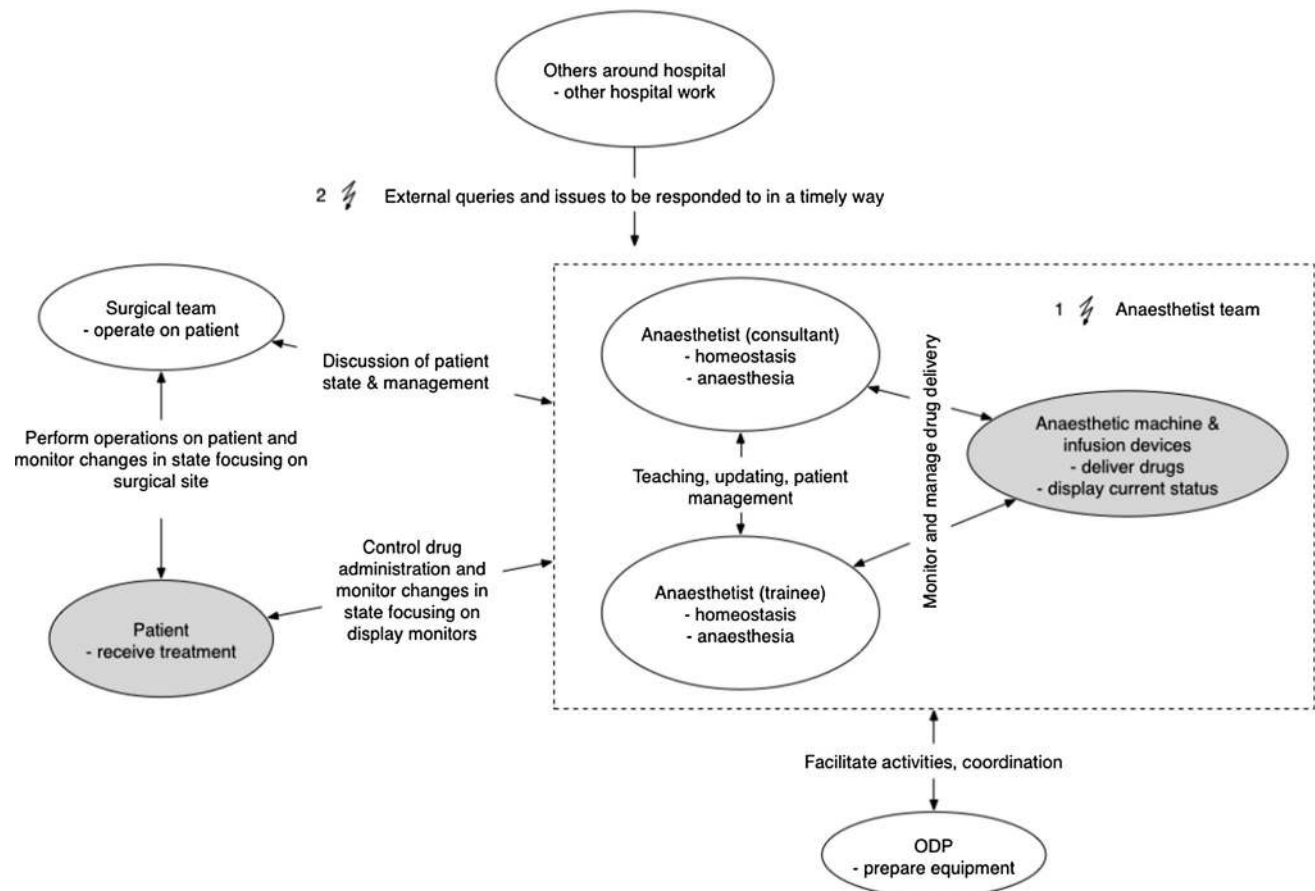 Others around hospital
- other hospital work
2
External queries and issues to be responded to in a timely way
Surgical team
- operate on patient
Discussion of patient
state & management
Perform operations on patient and
monitor changes in state focusing on
surgical site
Control drug
administration and
monitor changes in
state focusing on
display monitors
Patient
- receive treatment
1
Anaesthetist team
Anaesthetist (consultant)
- homeostasis
- anaesthesia
Teaching, updating, patient
management
Anaesthetist (trainee)
- homeostasis
- anaesthesia
Monitor and manage drug delivery
Anaesthetic machine &
infusion devices
- deliver drugs
- display current status
Facilitate activities, coordination
ODP
- prepare equipment